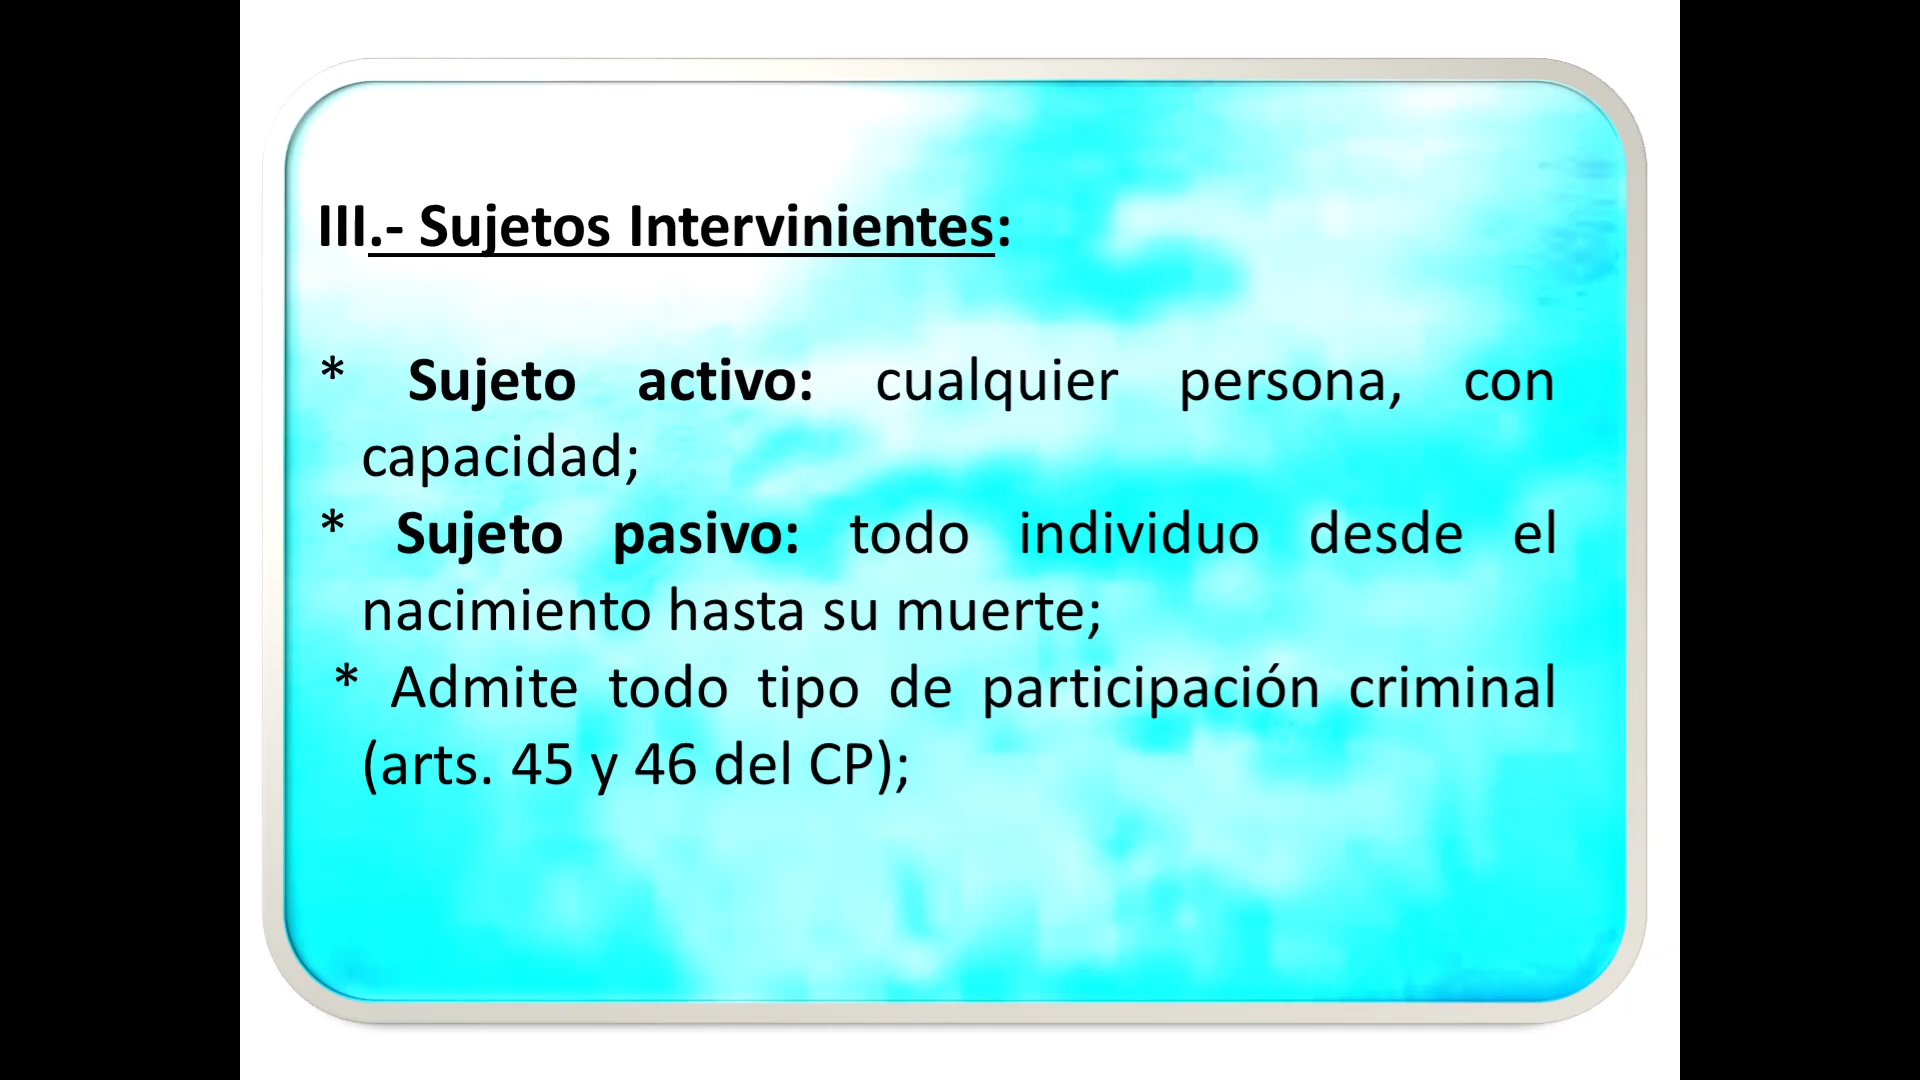 III.- Sujetos Intervinientes:
* Sujeto activo: cualquier persona, con
capacidad;
* Sujeto pasivo: todo individuo desde el
nacimiento hasta su muerte;
* Admite todo tipo de participación criminal
(arts. 45 y 46 del CP);